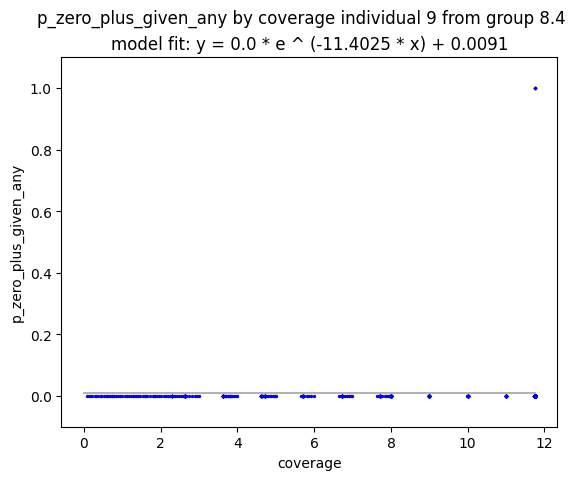 p_zero_plus_given_any by coverage individual 9 from group 8.4
model fit: y = 0.0 * e ^ (-11.4025 * x) + 0.0091
1.0
0.8
0.6
0.4
0.2
0.0
p_zero_plus_given_any
0 2 4 6 8 10 12
coverage